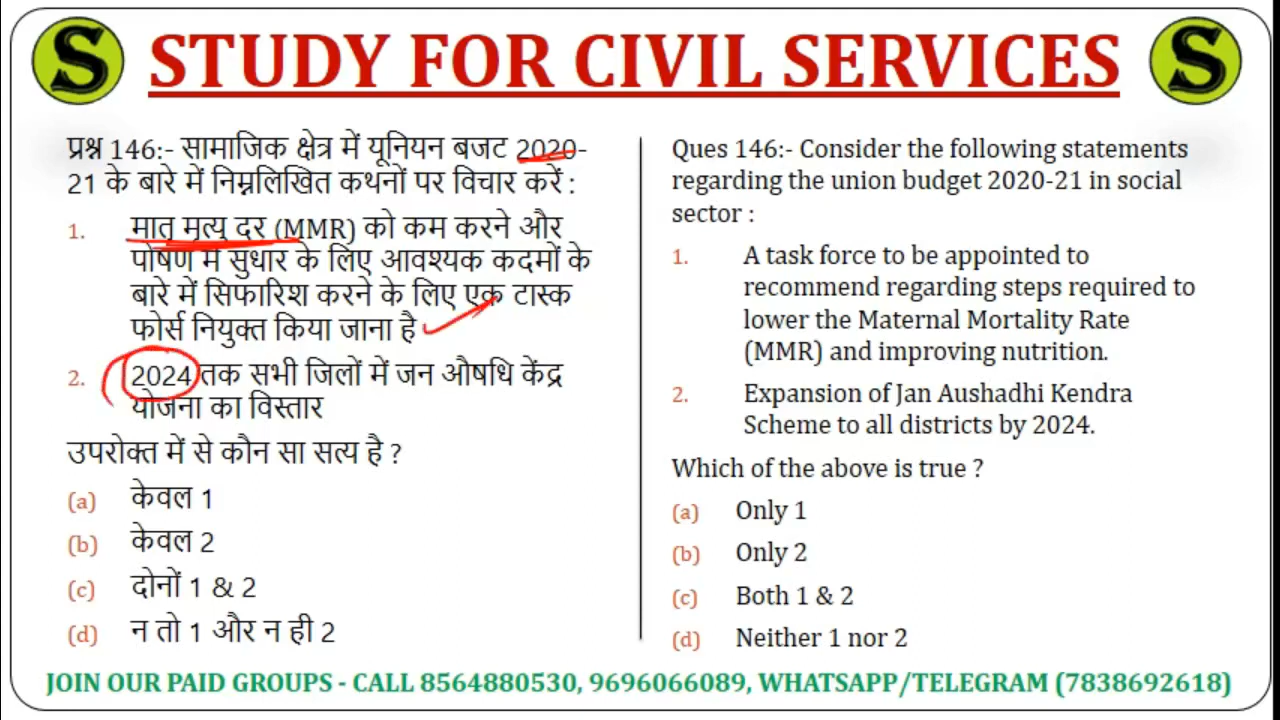 S STUDY FOR CIVIL SERVICES S
प्रश्न 146:- सामाजिक क्षेत्र में यूनियन बजट 2020-
21 के बारे में निम्नलिखित कथनों पर विचार करें :
1. मातृ मृत्यु दर (MMR) को कम करने और
पोषण में सुधार के लिए आवश्यक कदमों के
बारे में सिफारिश करने के लिए एक टास्क
फोर्स नियुक्त किया जाना है
2. 2024 तक सभी जिलों में जन औषधि केंद्र
योजना का विस्तार
उपरोक्त में से कौन सा सत्य है ?
(a) केवल 1
(b) केवल 2
(c) दोनों 1 & 2
(d) न तो 1 और न ही 2
Ques 146:- Consider the following statements
regarding the union budget 2020-21 in social
sector :
1. A task force to be appointed to
recommend regarding steps required to
lower the Maternal Mortality Rate
(MMR) and improving nutrition.
2. Expansion of Jan Aushadhi Kendra
Scheme to all districts by 2024.
Which of the above is true ?
(a) Only 1
(b) Only 2
(c) Both 1 & 2
(d) Neither 1 nor 2
JOIN OUR PAID GROUPS - CALL 8564880530, 9696066089, WHATSAPP/TELEGRAM (7838692618)